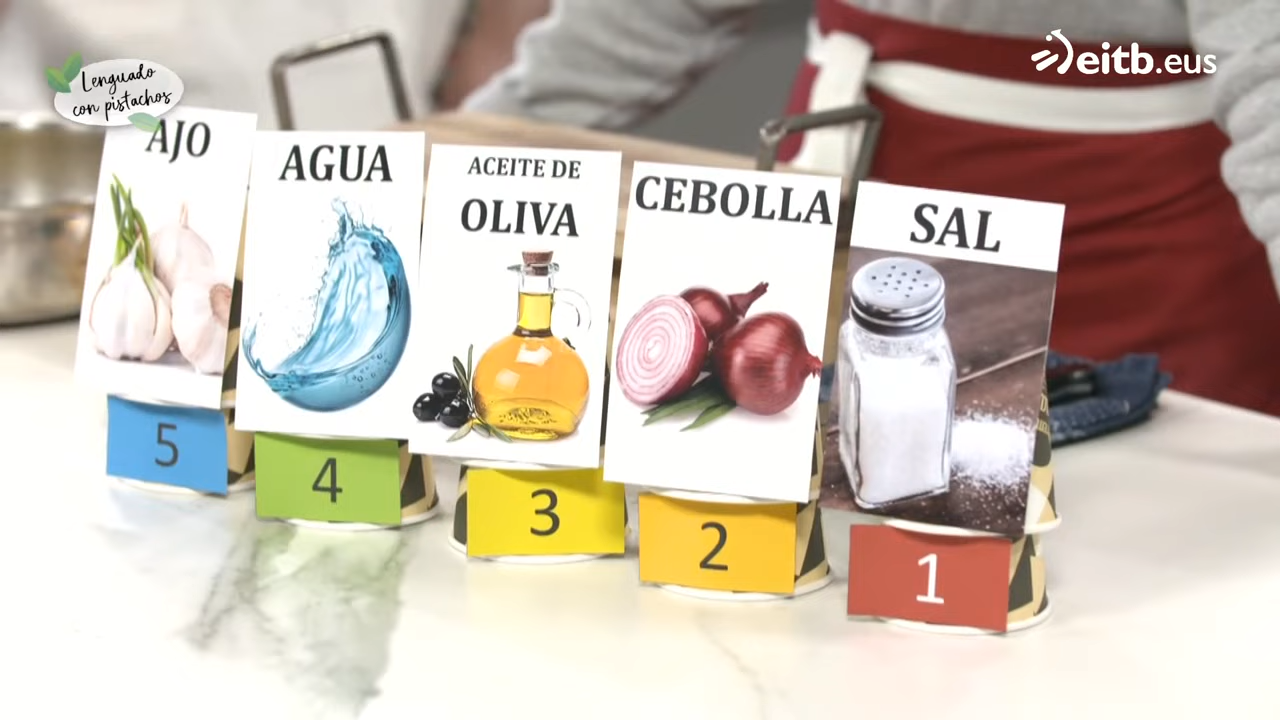 Lenguado
con pistachos
eitb.eus
AJO
5
AGUA
4
ACEITE DE
OLIVA
3
CEBOLLA
2
SAL
1